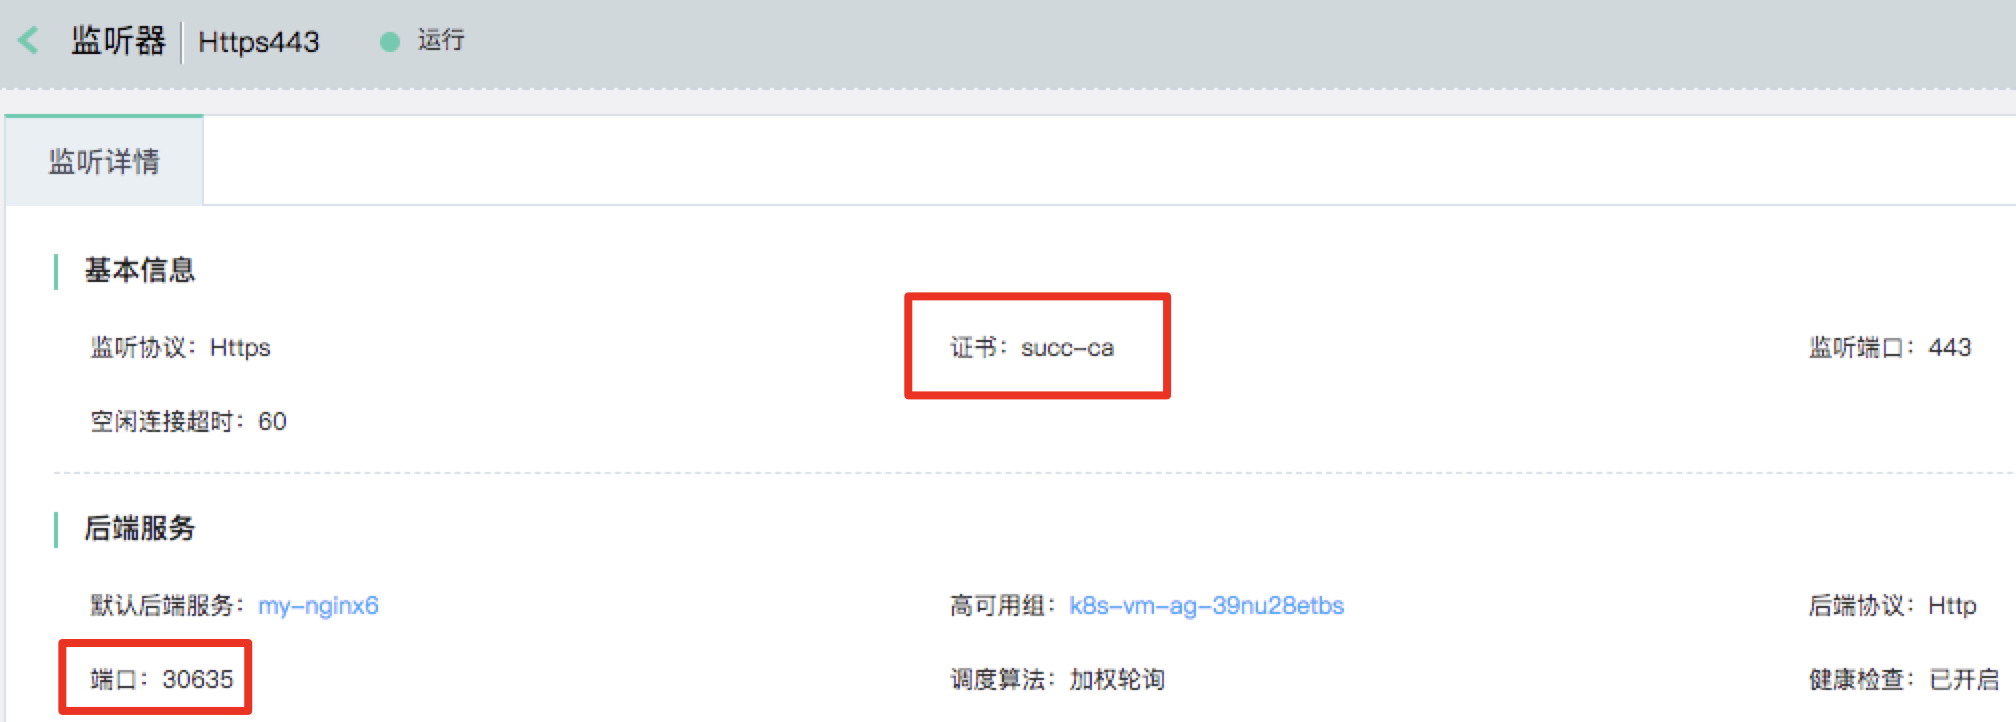 监听器 Https443 运行
监听详情
基本信息
监听协议：Https 证书：succ-ca 监听端口：443
空闲连接超时：60
后端服务
默认后端服务：my-nginx6 高可用组：k8s-vm-ag-39nu28etbs 后端协议：Http
端口：30635 调度算法：加权轮询 健康检查：已开启